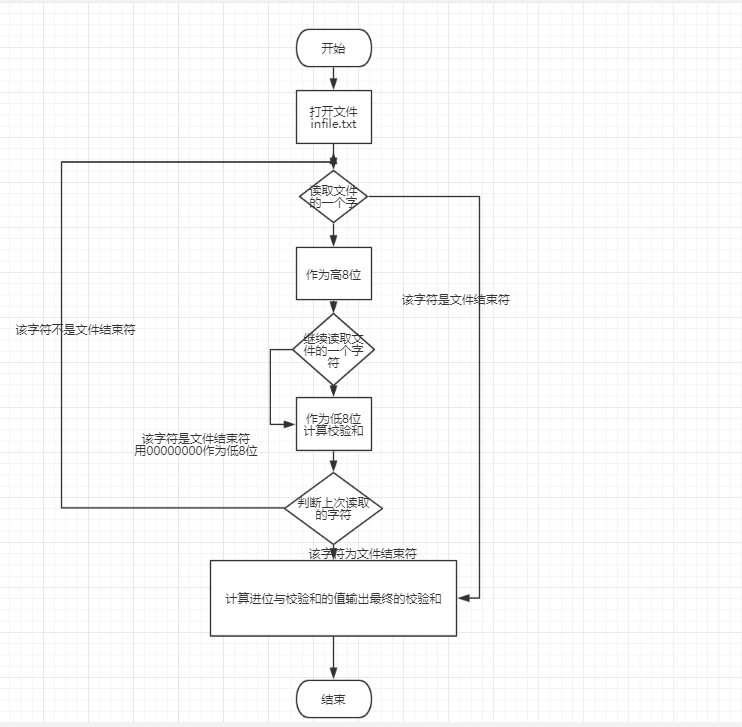 开始
打开文件
infile.txt
读取文件
的一个字
作为高8位
该字符是文件结束符
该字符不是文件结束符
继续读取文
件的一个字
符
作为低8位
计算校验和
该字符是文件结束符
用00000000作为低8位
判断上次读取
的字符
该字符为文件结束符
计算进位与校验和的值输出最终的校验和
结束